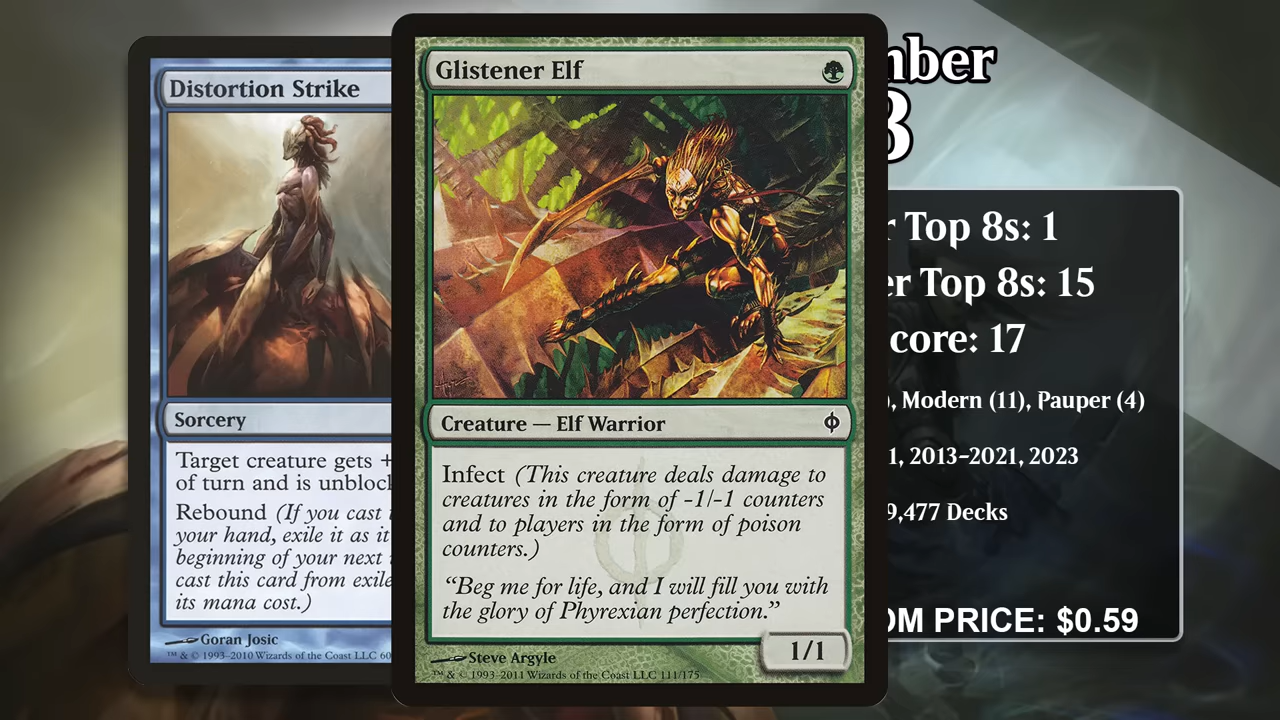 Distortion Strike
Sorcery
Target creature gets +
of turn and is unblock
Rebound (If you cast
your hand, exile it as it
beginning of your next
cast this card from exile
its mana cost.)
Goran Josic
™ & © 1993–2010 Wizards of the Coast LLC 60
Glistener Elf
Creature — Elf Warrior
Infect (This creature deals damage to
creatures in the form of -1/-1 counters
and to players in the form of poison
counters.)
“Beg me for life, and I will fill you with
the glory of Phyrexian perfection.”
1/1
Steve Argyle
™ & © 1993–2011 Wizards of the Coast LLC 111/175
mber
8
r Top 8s: 1
er Top 8s: 15
core: 17
), Modern (11), Pauper (4)
1, 2013–2021, 2023
9,477 Decks
OM PRICE: $0.59